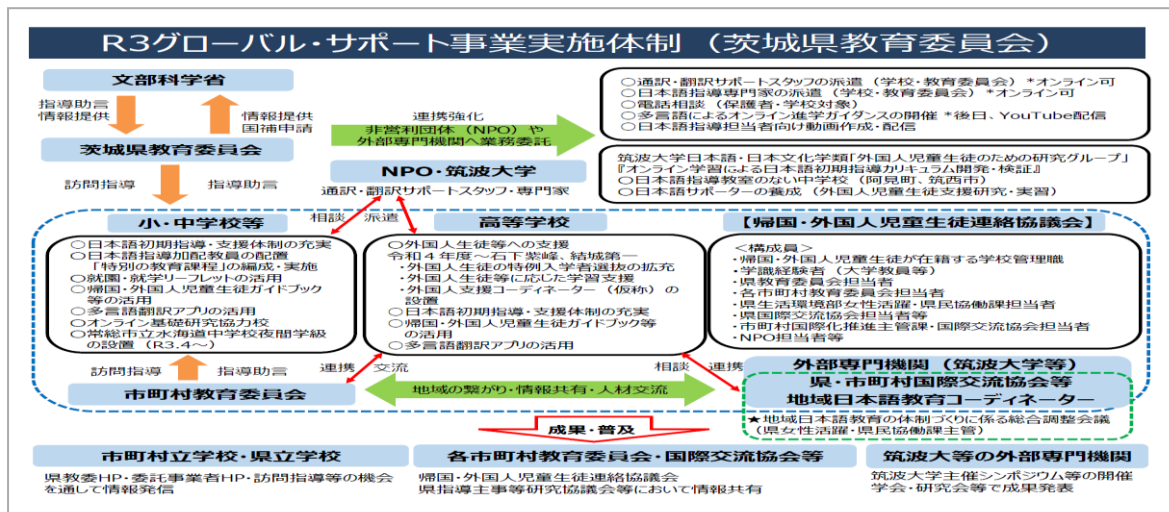 R3グローバル・サポート事業実施体制（茨城県教育委員会）
文部科学省
指導助言
情報提供
情報提供
国補申請
茨城県教育委員会
訪問指導
指導助言
連携強化
非営利団体（NPO）や
外部専門機関へ業務委託
NPO・筑波大学
通訳・翻訳サポートスタッフ・専門家
○通訳・翻訳サポートスタッフの派遣（学校・教育委員会）*オンライン可
○日本語指導専門家の派遣（学校・教育委員会）*オンライン可
○電話相談（保護者・学校対象）
○多言語によるオンライン進学ガイダンスの開催 *後日、YouTube配信
○日本語指導担当者向け動画作成・配信
筑波大学日本語・日本文化学類「外国人児童生徒のための研究グループ」
『オンライン学習による日本語初期指導カリキュラム開発・検証』
○日本語指導教室のない中学校（阿見町、筑西市）
○日本語サポーターの養成（外国人児童生徒支援研究・実習）
相談
派遣
小・中学校等
○日本語初期指導・支援体制の充実
○日本語指導加配教員の配置
「特別の教育課程」の編成・実施
○就園・就学リーフレットの活用
○帰国・外国人児童生徒ガイドブック
等の活用
○多言語翻訳アプリの活用
○オンライン基礎研究協力校
○常総市立水海道中学校夜間学級
の設置（R3.4～）
高等学校
○外国人生徒等への支援
令和４年度～石下紫峰、結城第一
・外国人生徒の特例入学者選抜の拡充
・外国人生徒等に応じた学習支援
・外国人支援コーディネーター（仮称）の
設置
○日本語初期指導・支援体制の充実
○帰国・外国人児童生徒ガイドブック等
の活用
○多言語翻訳アプリの活用
【帰国・外国人児童生徒連絡協議会】
＜構成員＞
・帰国・外国人児童生徒が在籍する学校管理職
・学識経験者（大学教員等）
・県教育委員会担当者
・各市町村教育委員会担当者
・県生活環境部女性活躍・県民協働課担当者
・県国際交流協会担当者
・市町村国際化推進主管課・国際交流協会担当者
・NPO担当者等
訪問指導
指導助言
連携
交流
相談
連携
市町村教育委員会
地域の繋がり・情報共有・人材交流
外部専門機関（筑波大学等）
県・市町村国際交流協会等
地域日本語教育コーディネーター
★地域日本語教育の体制づくりに係る総合調整会議
（県女性活躍・県民協働課主管）
成果・普及
市町村立学校・県立学校
県教委HP・委託事業者HP・訪問指導等の機会
を通して情報発信
各市町村教育委員会・国際交流協会等
帰国・外国人児童生徒連絡協議会
県指導主事等研究協議会等において情報共有
筑波大等の外部専門機関
筑波大学主催シンポジウム等の開催
学会・研究会等で成果発表